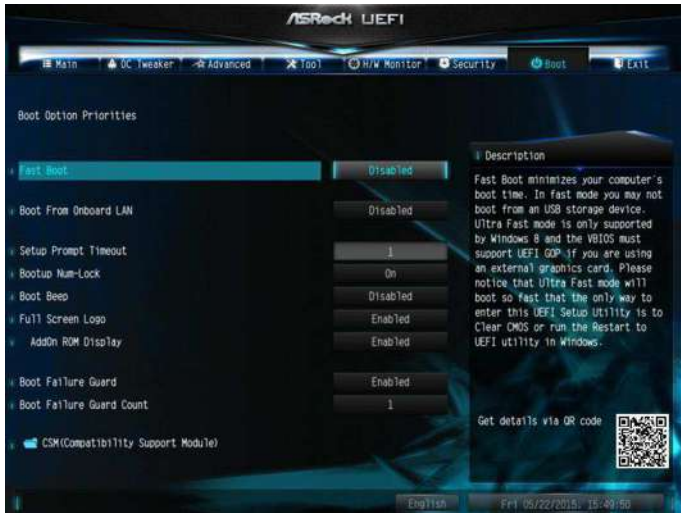 ASRock UEFI
Main OC Tweaker Advanced Tool H/W Monitor Security Boot Exit
Boot Option Priorities
Fast Boot Disabled
Boot From Onboard LAN Disabled
Setup Prompt Timeout 1
Bootup Num-Lock On
Boot Beep Disabled
Full Screen Logo Enabled
AddOn ROM Display Enabled
Boot Failure Guard Enabled
Boot Failure Guard Count 1
CSM(Compatibility Support Module)
Description
Fast Boot minimizes your computer's
boot time. In fast mode you may not
boot from an USB storage device.
Ultra Fast mode is only supported
by Windows 8 and the VBIOS must
support UEFI GOP if you are using
an external graphics card. Please
notice that Ultra Fast mode will
boot so fast that the only way to
enter this UEFI Setup Utility is to
Clear CMOS or run the Restart to
UEFI utility in Windows.
Get details via QR code
English Fri 05/22/2015, 15:49:50